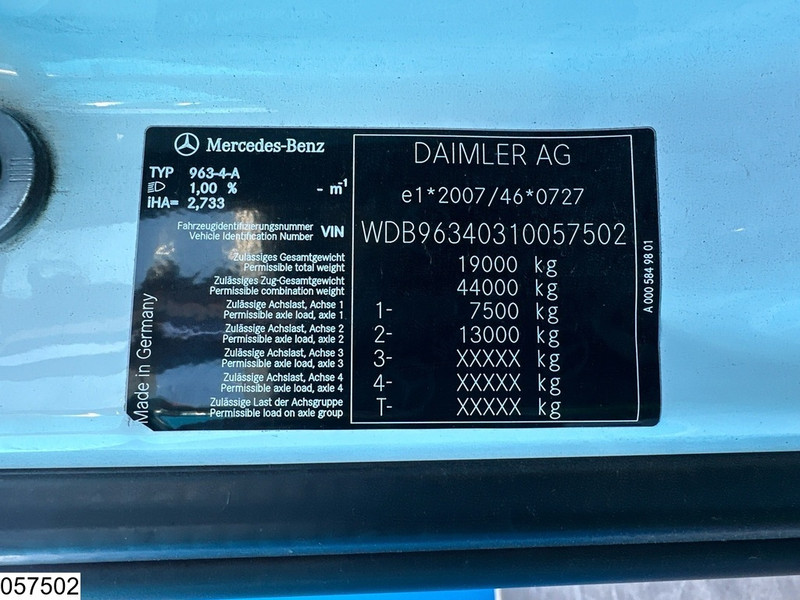 Mercedes-Benz
TYP 963-4-A
1,00 % - m-1
iHA= 2,733
DAIMLER AG
e1*2007/46*0727
Fahrzeugidentifizierungsnummer
Vehicle Identification Number VIN WDB96340310057502
Zulässiges Gesamtgewicht
Permissible total weight 19000 kg
Zulässiges Zug-Gesamtgewicht
Permissible combination weight 44000 kg
Zulässige Achslast, Achse 1
Permissible axle load, axle 1 1- 7500 kg
Zulässige Achslast, Achse 2
Permissible axle load, axle 2 2- 13000 kg
Zulässige Achslast, Achse 3
Permissible axle load, axle 3 3- XXXXX kg
Zulässige Achslast, Achse 4
Permissible axle load, axle 4 4- XXXXX kg
Zulässige Last der Achsgruppe
Permissible load on axle group T- XXXXX kg
Made in Germany
A 000 584 98 01
057502